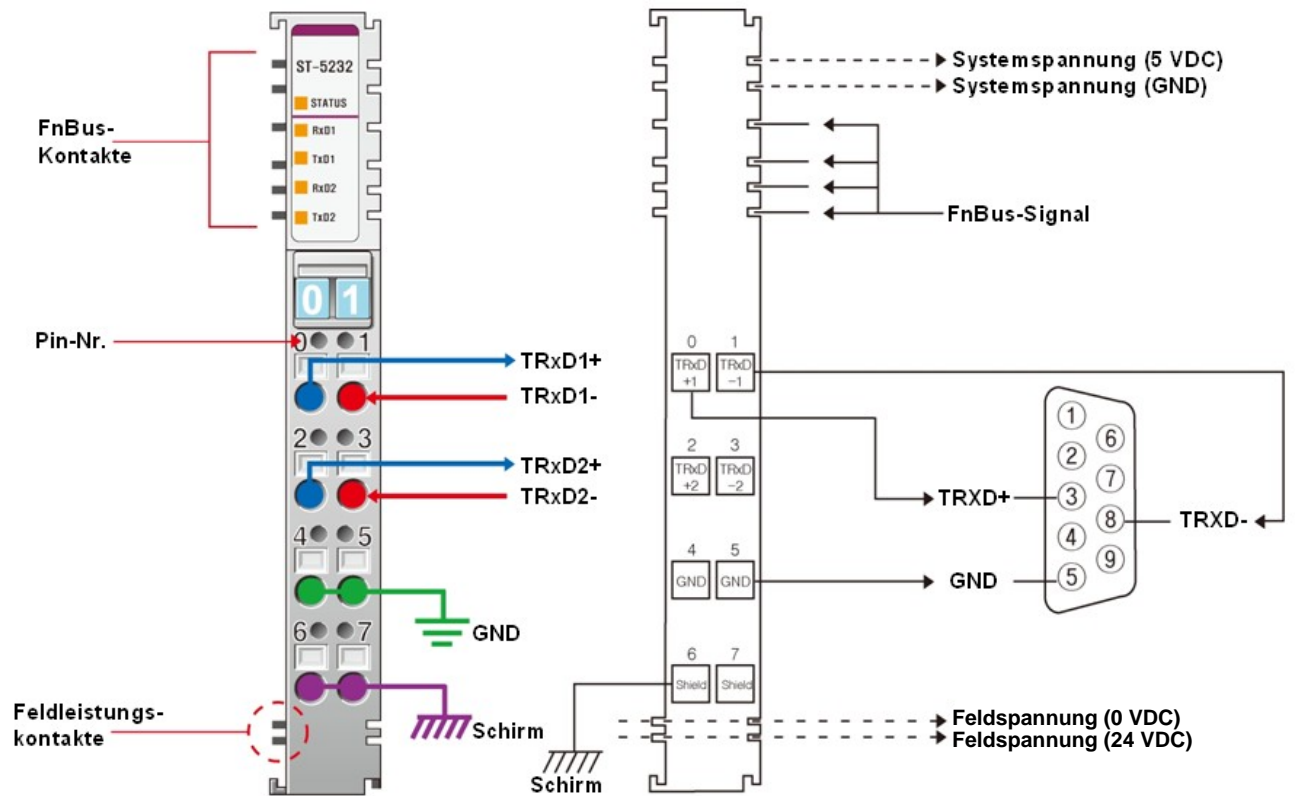 ST-5232
STATUS
RxD1
TxD1
RxD2
TxD2
FnBus-
Kontakte
0 1
Pin-Nr.
0 1
TRxD1+
TRxD1-
2 3
TRxD2+
TRxD2-
4 5
GND
6 7
Schirm
Feldleistungs-
kontakte
Systemspannung (5 VDC)
Systemspannung (GND)
FnBus-Signal
0 1
TRxD
+1
TRxD
-1
2 3
TRxD
+2
TRxD
-2
4 5
GND GND
6 7
Shield Shield
Schirm
TRXD+
GND
1
2
3
4
5
6
7
8
9
TRXD-
Feldspannung (0 VDC)
Feldspannung (24 VDC)